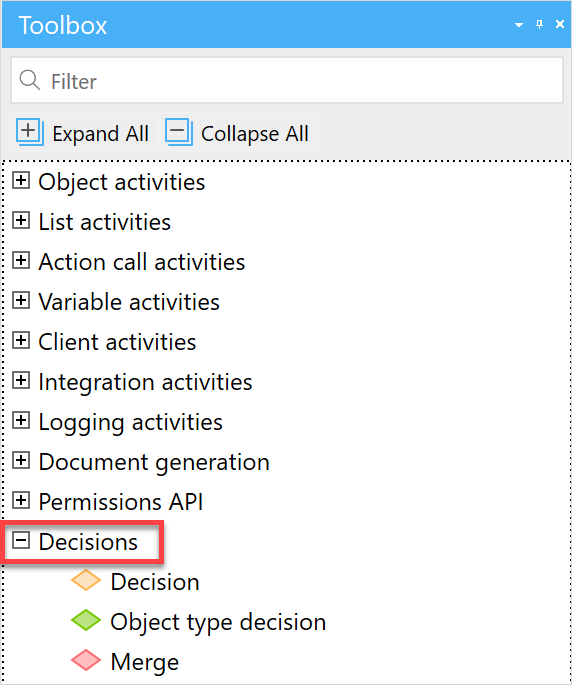 Toolbox
Filter
Expand All Collapse All
Object activities
List activities
Action call activities
Variable activities
Client activities
Integration activities
Logging activities
Document generation
Permissions API
Decisions
Decision
Object type decision
Merge